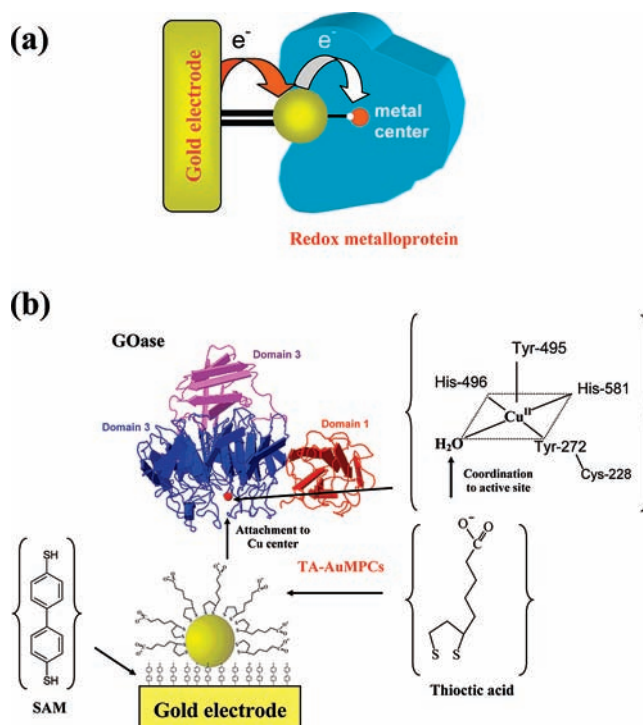 (a)
e-
e-
Gold electrode
metal
center
Redox metalloprotein
(b)
GOase
Domain 3
Domain 3
Domain 1
Tyr-495
His-496
His-581
CuII
H2O
Tyr-272
Cys-228
Coordination
to active site
Attachment to
Cu center
TA-AuMPCs
SH
SH
SAM
Gold electrode
O-
O
C
S
S
Thioctic acid